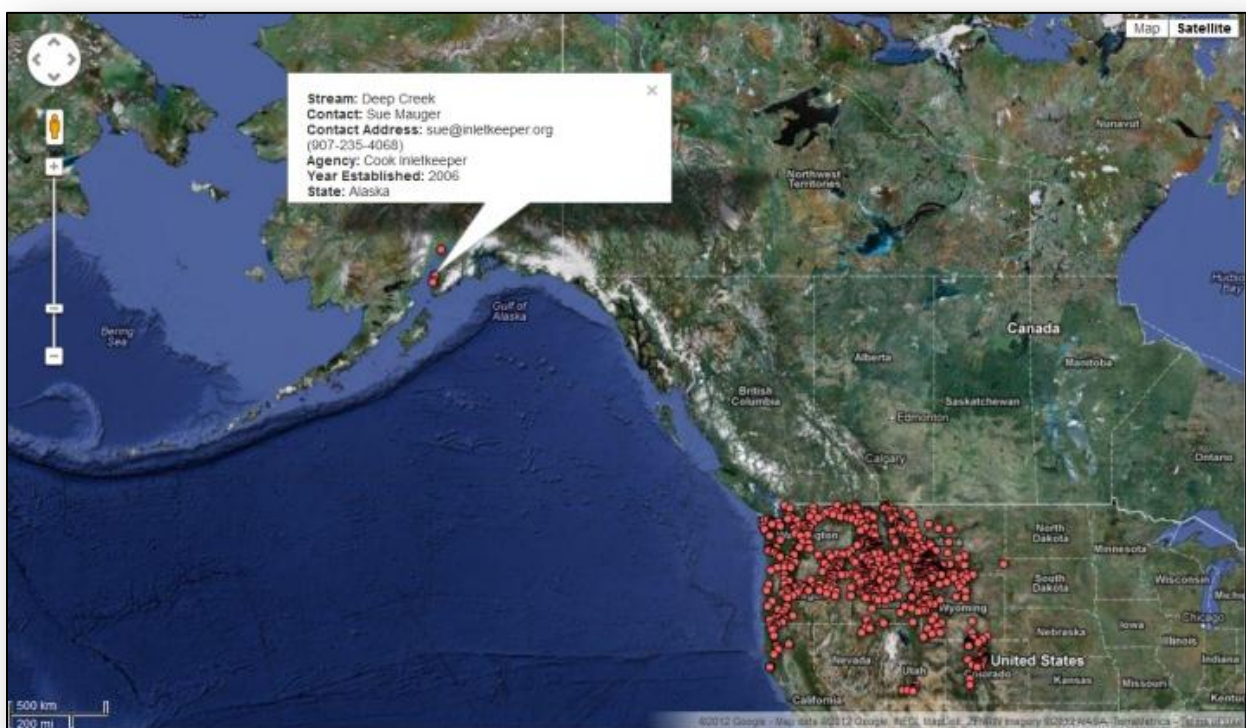 Map Satellite
Stream: Deep Creek
Contact: Sue Mauger
Contact Address: sue@inletkeeper.org
(907-235-4068)
Agency: Cook Inletkeeper
Year Established: 2006
State: Alaska
Nunavut
Northwest
Territories
Hudson
Bay
Gulf of
Alaska
Bering
Sea
Canada
Alberta
Manitoba
British
Columbia
Saskatchewan
Edmonton
Calgary
Ontario
North
Dakota
Minnesota
South
Dakota
Wisconsin
Wyoming
Chicago
Nebraska
Iowa
Illinois
Nevada
Utah
United States
Colorado
Indiana
Kansas
Missouri
California
500 km
200 mi